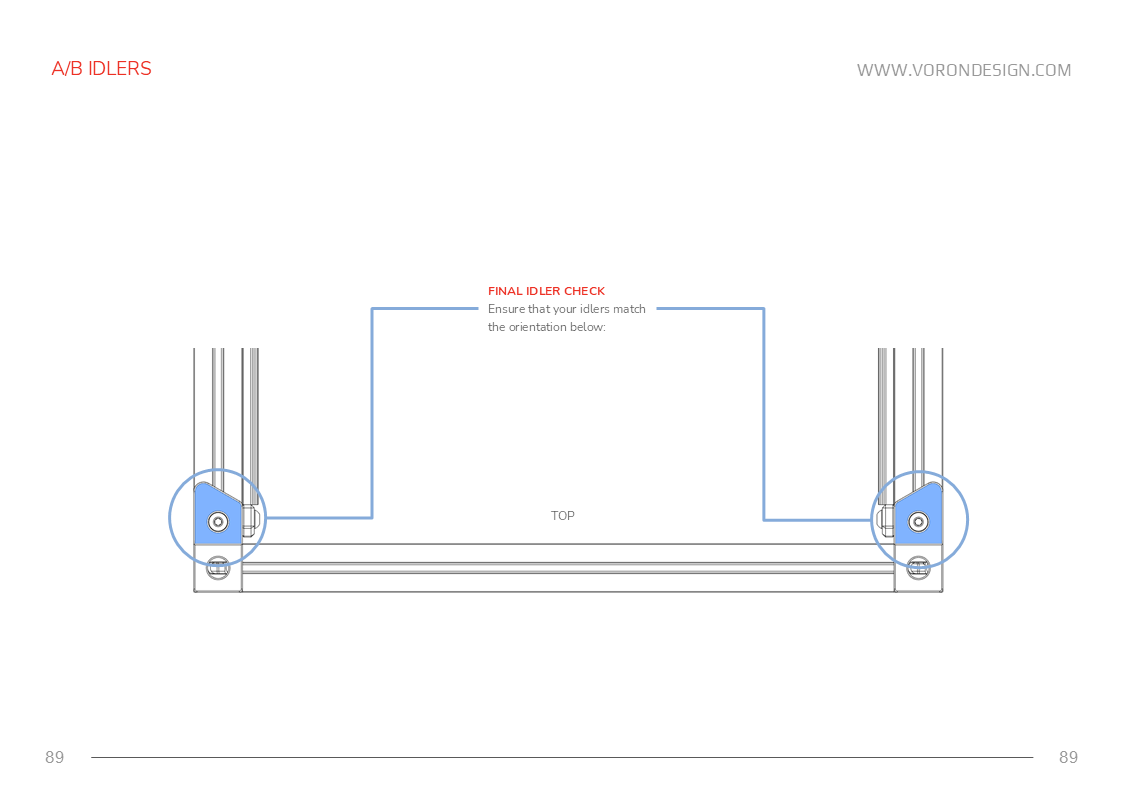 A/B IDLERS
WWW.VORONDESIGN.COM
FINAL IDLER CHECK
Ensure that your idlers match
the orientation below:
TOP
89
89